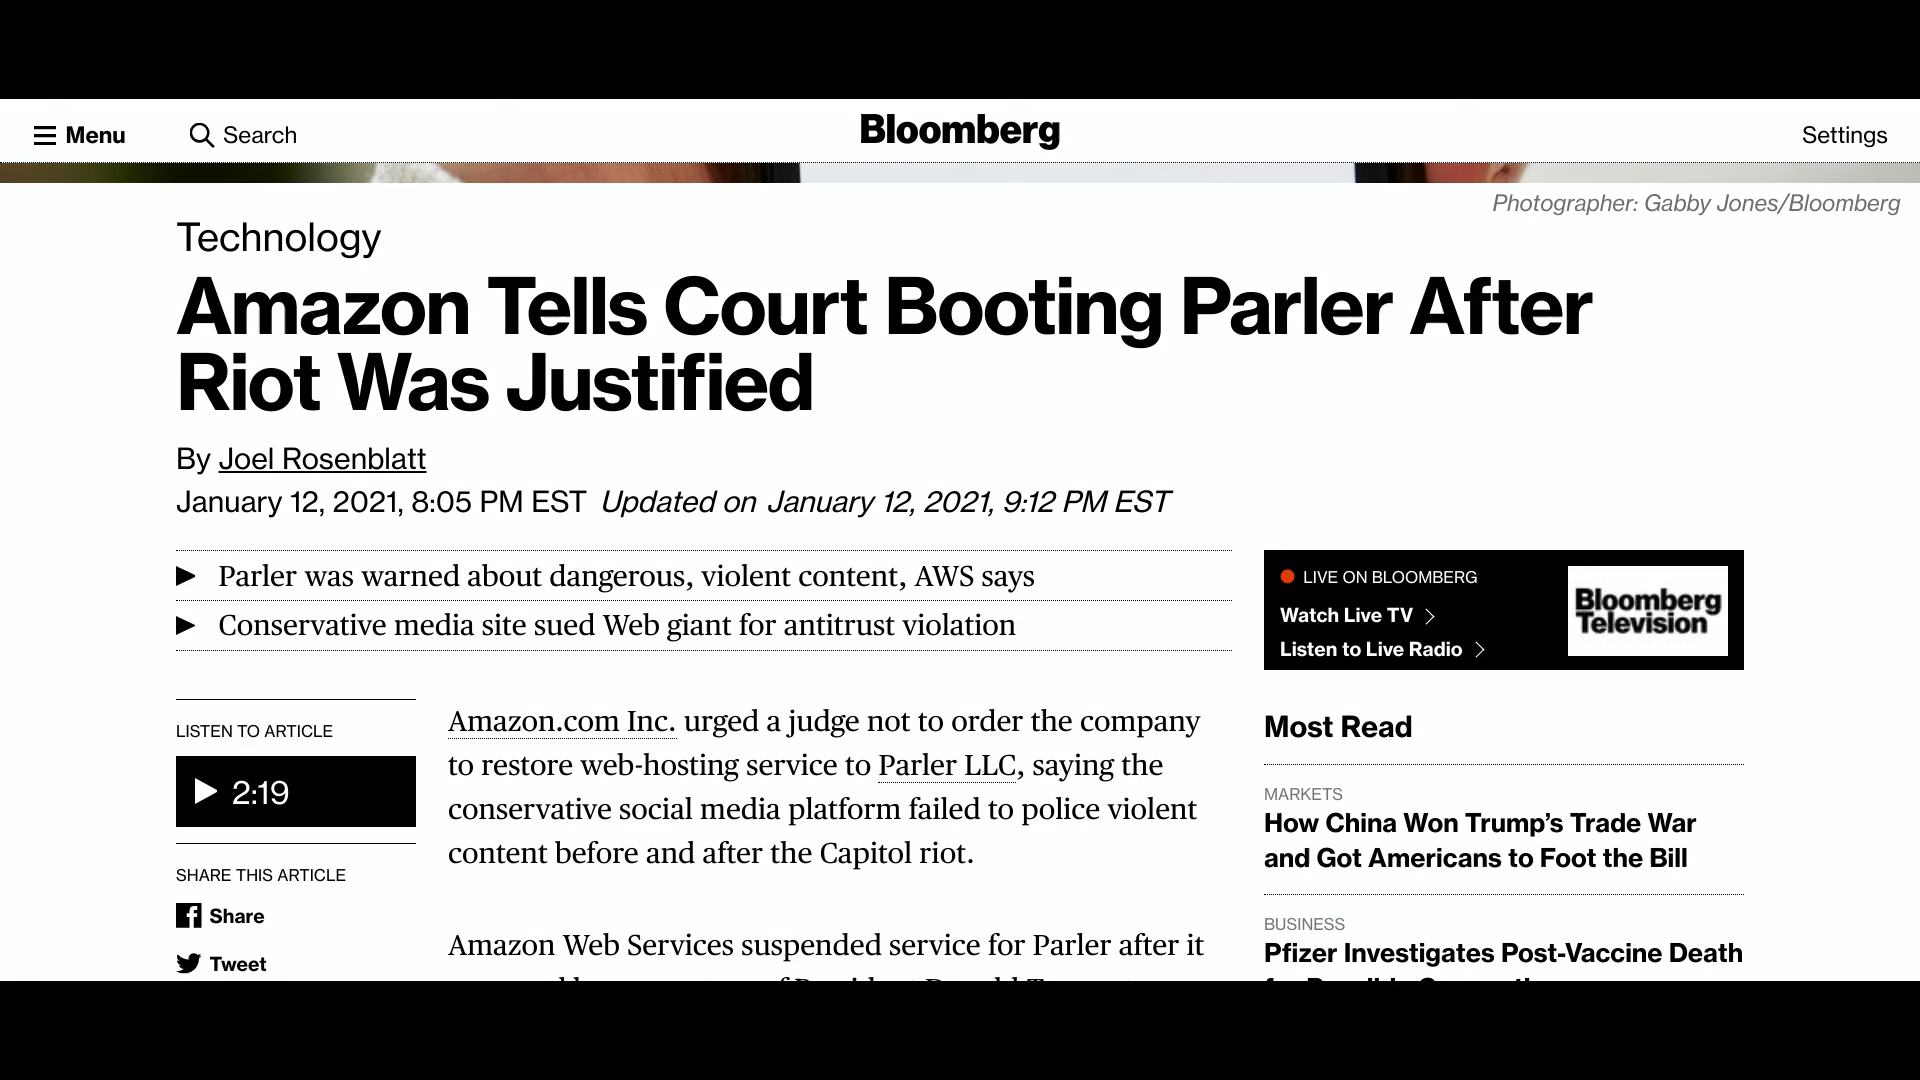 Menu
Search
Bloomberg
Settings
Photographer: Gabby Jones/Bloomberg
Technology
Amazon Tells Court Booting Parler After
Riot Was Justified
By Joel Rosenblatt
January 12, 2021, 8:05 PM EST Updated on January 12, 2021, 9:12 PM EST
Parler was warned about dangerous, violent content, AWS says
Conservative media site sued Web giant for antitrust violation
LISTEN TO ARTICLE
2:19
SHARE THIS ARTICLE
Share
Tweet
Amazon.com Inc. urged a judge not to order the company
to restore web-hosting service to Parler LLC, saying the
conservative social media platform failed to police violent
content before and after the Capitol riot.
Amazon Web Services suspended service for Parler after it
LIVE ON BLOOMBERG
Watch Live TV
Listen to Live Radio
Bloomberg
Television
Most Read
MARKETS
How China Won Trump’s Trade War
and Got Americans to Foot the Bill
BUSINESS
Pfizer Investigates Post-Vaccine Death